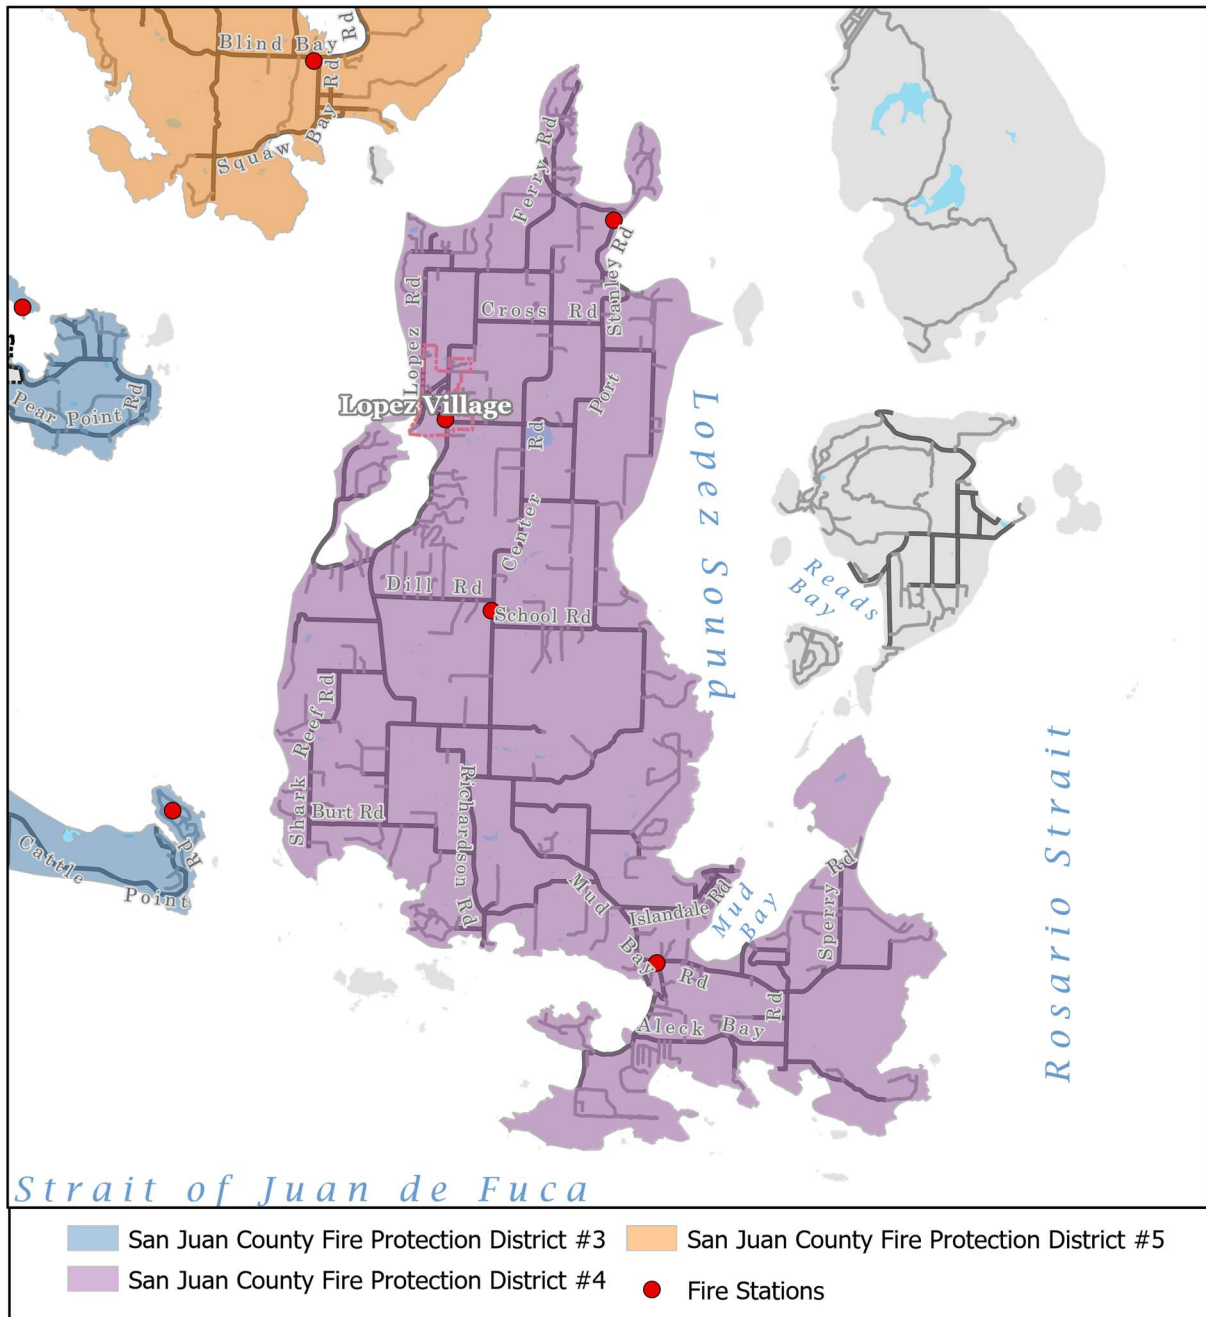 Blind Bay Rd
Squaw Bay Rd
Ferry Rd
Stanley Rd
Cross Rd
Lopez Rd
Port
Lopez Village
Pear Point Rd
Center Rd
Lopez Sound
Reads
Bay
Dill Rd
School Rd
Shark Reef Rd
Burt Rd
Richardson Rd
Cattle Point Rd
Mud Bay Rd
Islandale Rd
Mud
Bay
Sperry Rd
Aleck Bay Rd
Rosario Strait
Strait of Juan de Fuca
San Juan County Fire Protection District #3
San Juan County Fire Protection District #5
San Juan County Fire Protection District #4
Fire Stations